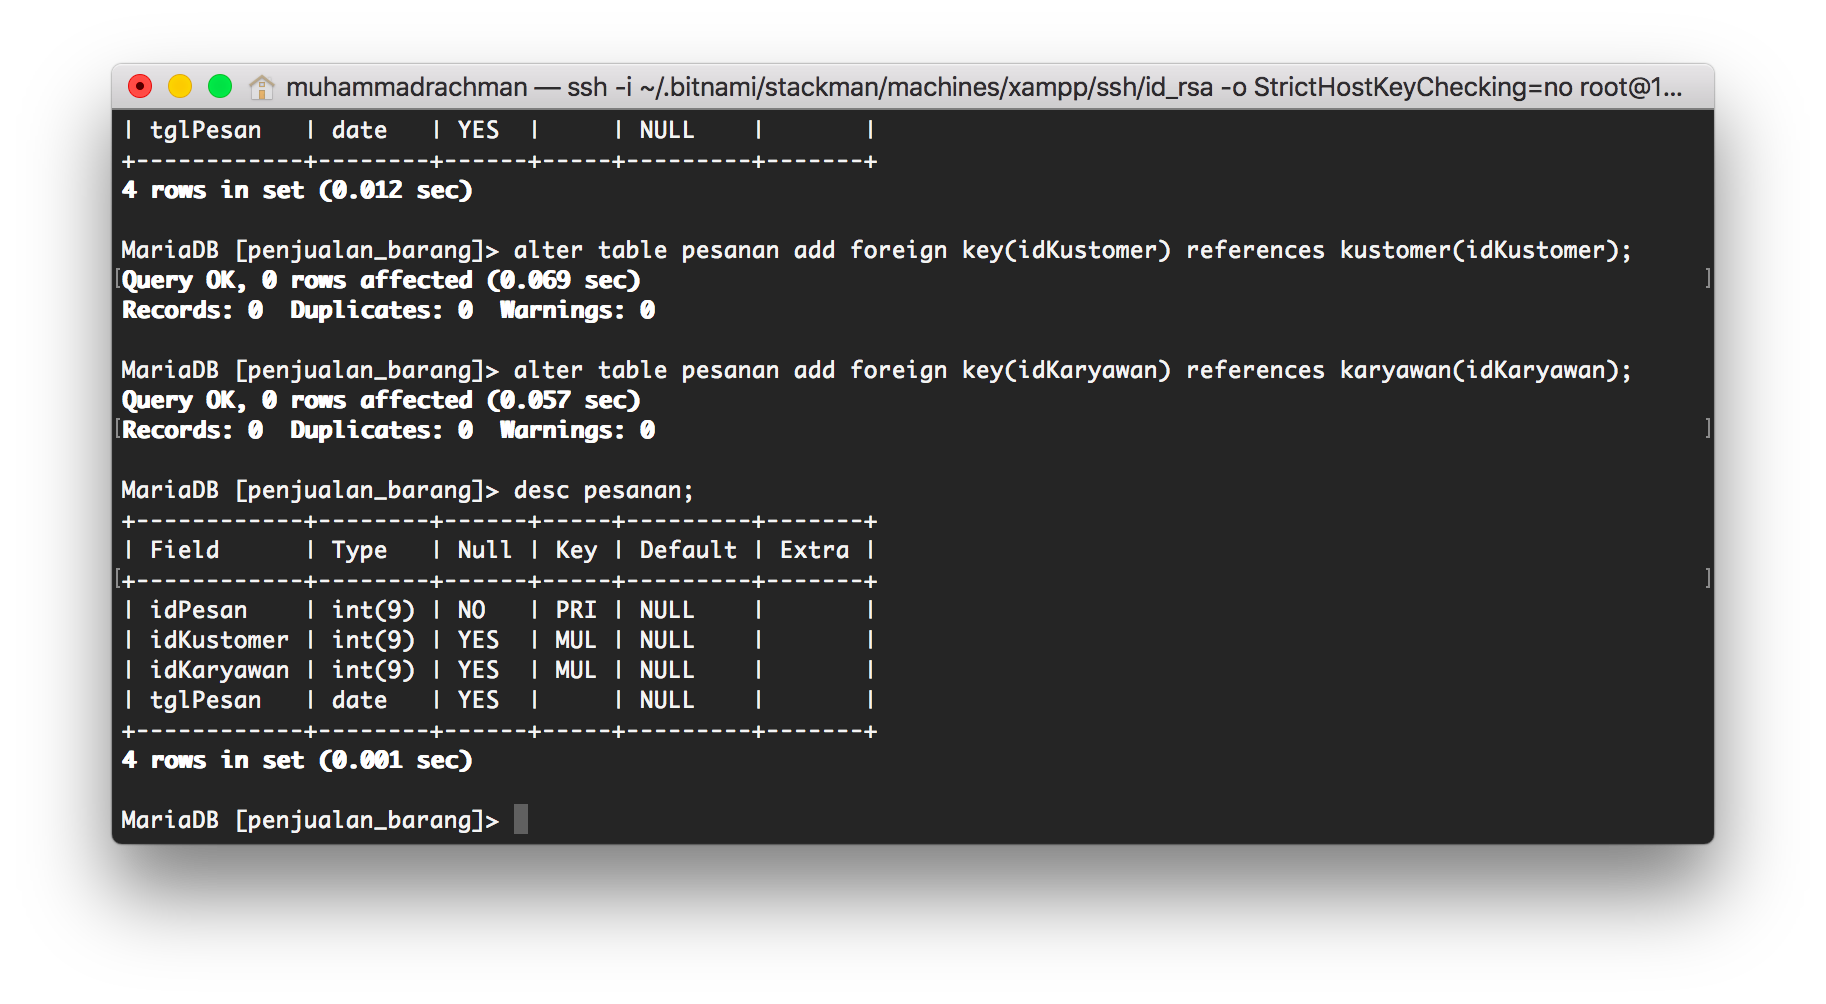 muhammadrachman — ssh -i ~/.bitnami/stackman/machines/xampp/ssh/id_rsa -o StrictHostKeyChecking=no root@1...
| tglPesan   | date   | YES  |     | NULL    |       |
+------------+--------+------+-----+---------+-------+
4 rows in set (0.012 sec)
MariaDB [penjualan_barang]> alter table pesanan add foreign key(idKustomer) references kustomer(idKustomer);
[Query OK, 0 rows affected (0.069 sec) ]
Records: 0  Duplicates: 0  Warnings: 0
MariaDB [penjualan_barang]> alter table pesanan add foreign key(idKaryawan) references karyawan(idKaryawan);
Query OK, 0 rows affected (0.057 sec)
[Records: 0  Duplicates: 0  Warnings: 0 ]
MariaDB [penjualan_barang]> desc pesanan;
+------------+--------+------+-----+---------+-------+
| Field      | Type   | Null | Key | Default | Extra |
[+------------+--------+------+-----+---------+-------+ ]
| idPesan    | int(9) | NO   | PRI | NULL    |       |
| idKustomer | int(9) | YES  | MUL | NULL    |       |
| idKaryawan | int(9) | YES  | MUL | NULL    |       |
| tglPesan   | date   | YES  |     | NULL    |       |
+------------+--------+------+-----+---------+-------+
4 rows in set (0.001 sec)
MariaDB [penjualan_barang]>